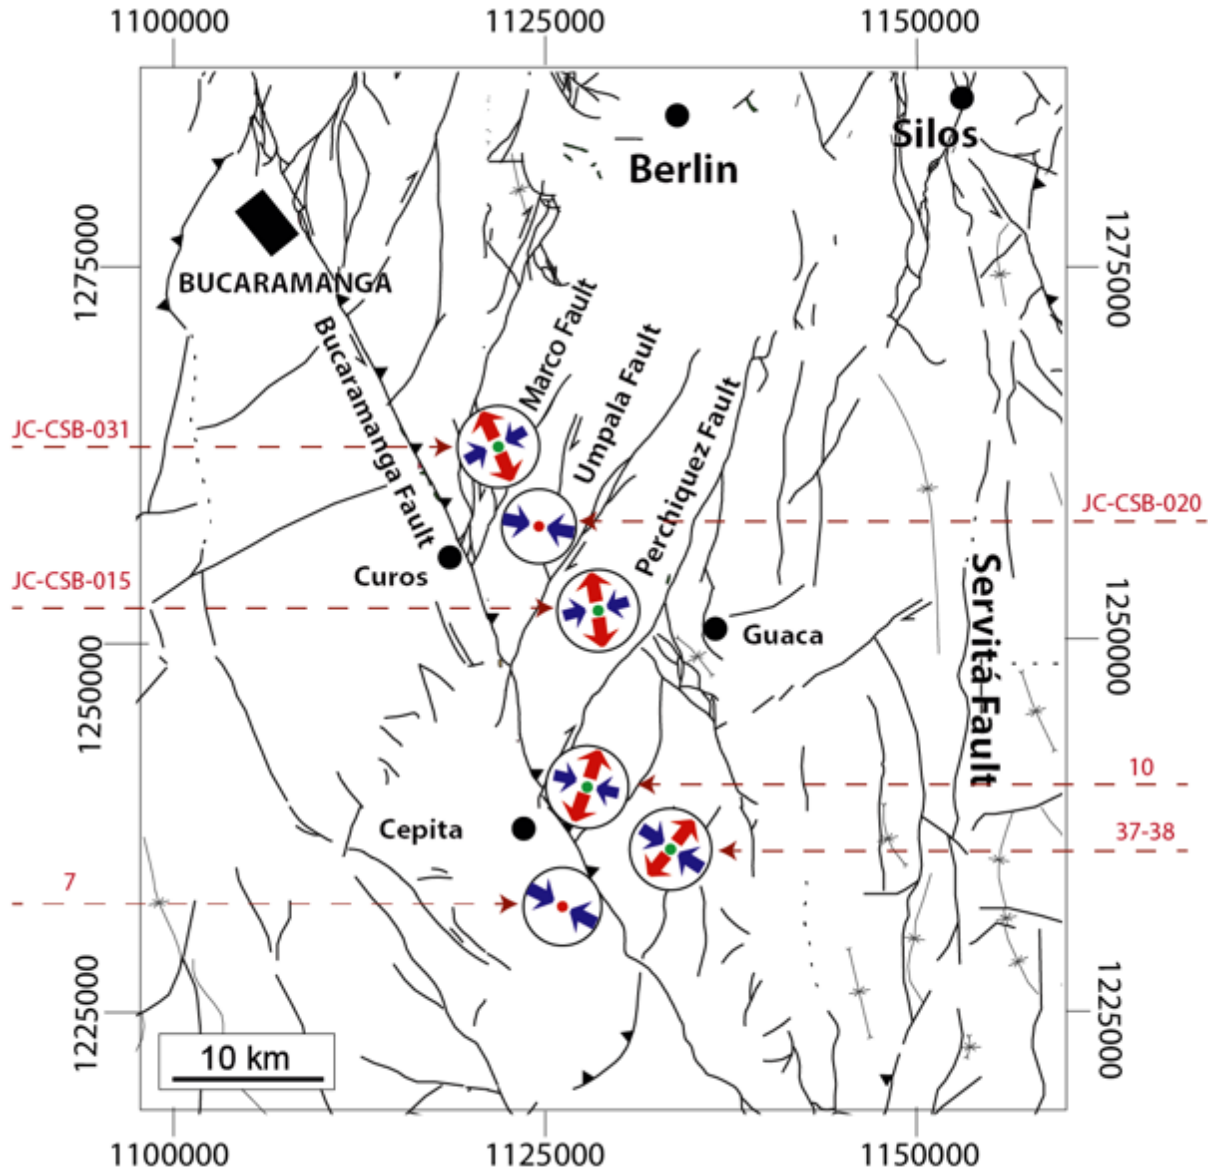 1100000
1125000
1150000
Silos
Berlin
1275000
1275000
BUCARAMANGA
Bucaramanga Fault
Marco Fault
Umpala Fault
Perchiquez Fault
JC-CSB-031
JC-CSB-020
Curos
JC-CSB-015
Servitá Fault
Guaca
1250000
1250000
10
Cepita
37-38
7
1225000
1225000
10 km
1100000
1125000
1150000